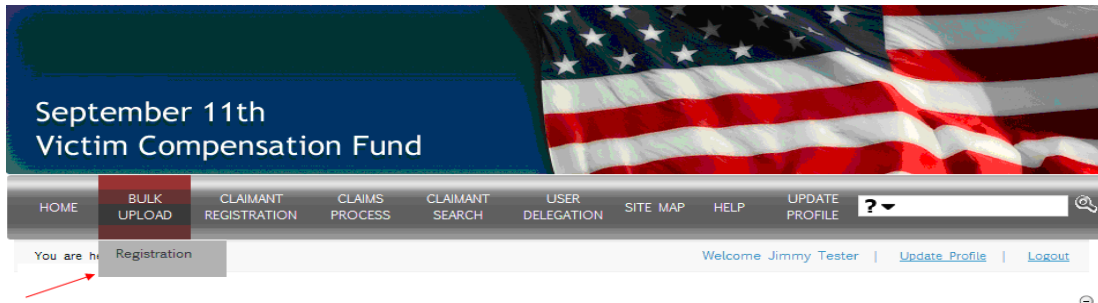 September 11th
Victim Compensation Fund
HOME BULK UPLOAD CLAIMANT REGISTRATION CLAIMS PROCESS CLAIMANT SEARCH USER DELEGATION SITE MAP HELP UPDATE PROFILE ?
You are h Registration Welcome Jimmy Tester | Update Profile | Logout